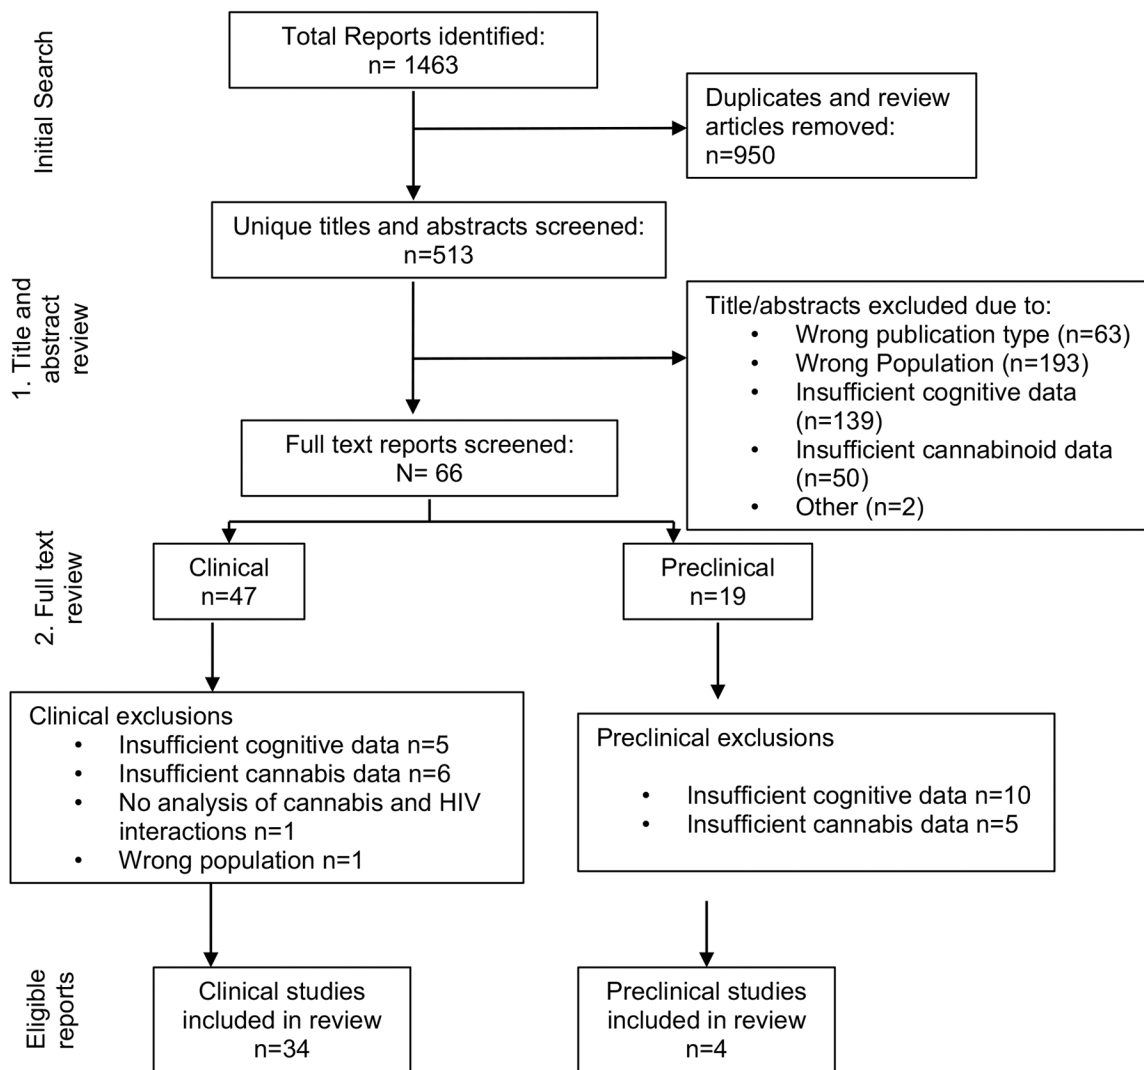 Initial Search
Total Reports identified:
n= 1463
Duplicates and review
articles removed:
n=950
Unique titles and abstracts screened:
n=513
1. Title and
abstract
review
Title/abstracts excluded due to:
• Wrong publication type (n=63)
• Wrong Population (n=193)
• Insufficient cognitive data
(n=139)
• Insufficient cannabinoid data
(n=50)
• Other (n=2)
Full text reports screened:
N= 66
2. Full text
review
Clinical
n=47
Preclinical
n=19
Clinical exclusions
• Insufficient cognitive data n=5
• Insufficient cannabis data n=6
• No analysis of cannabis and HIV
interactions n=1
• Wrong population n=1
Preclinical exclusions
• Insufficient cognitive data n=10
• Insufficient cannabis data n=5
Eligible
reports
Clinical studies
included in review
n=34
Preclinical studies
included in review
n=4